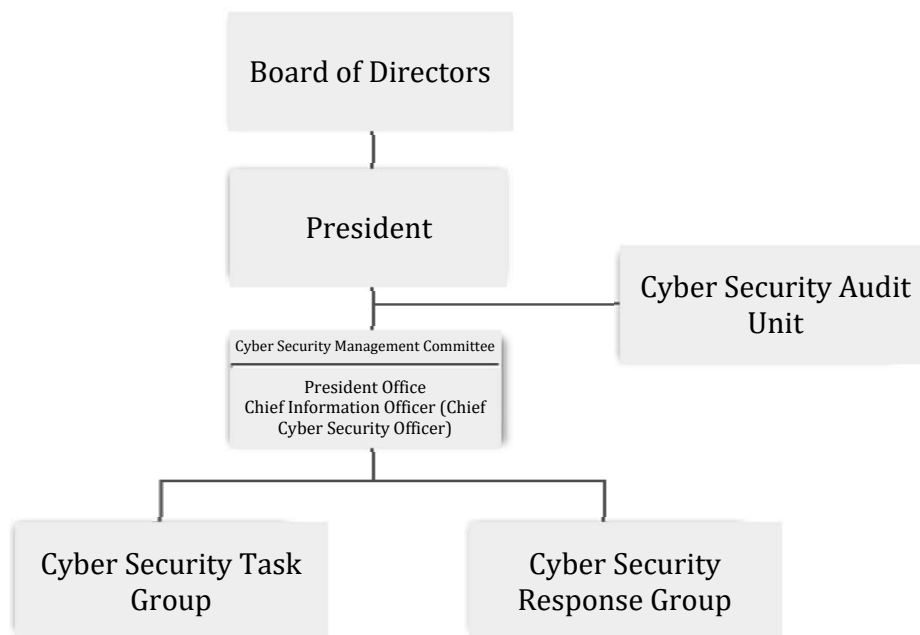 Board of Directors
President
Cyber Security Audit
Unit
Cyber Security Management Committee
President Office
Chief Information Officer (Chief
Cyber Security Officer)
Cyber Security Task
Group
Cyber Security
Response Group